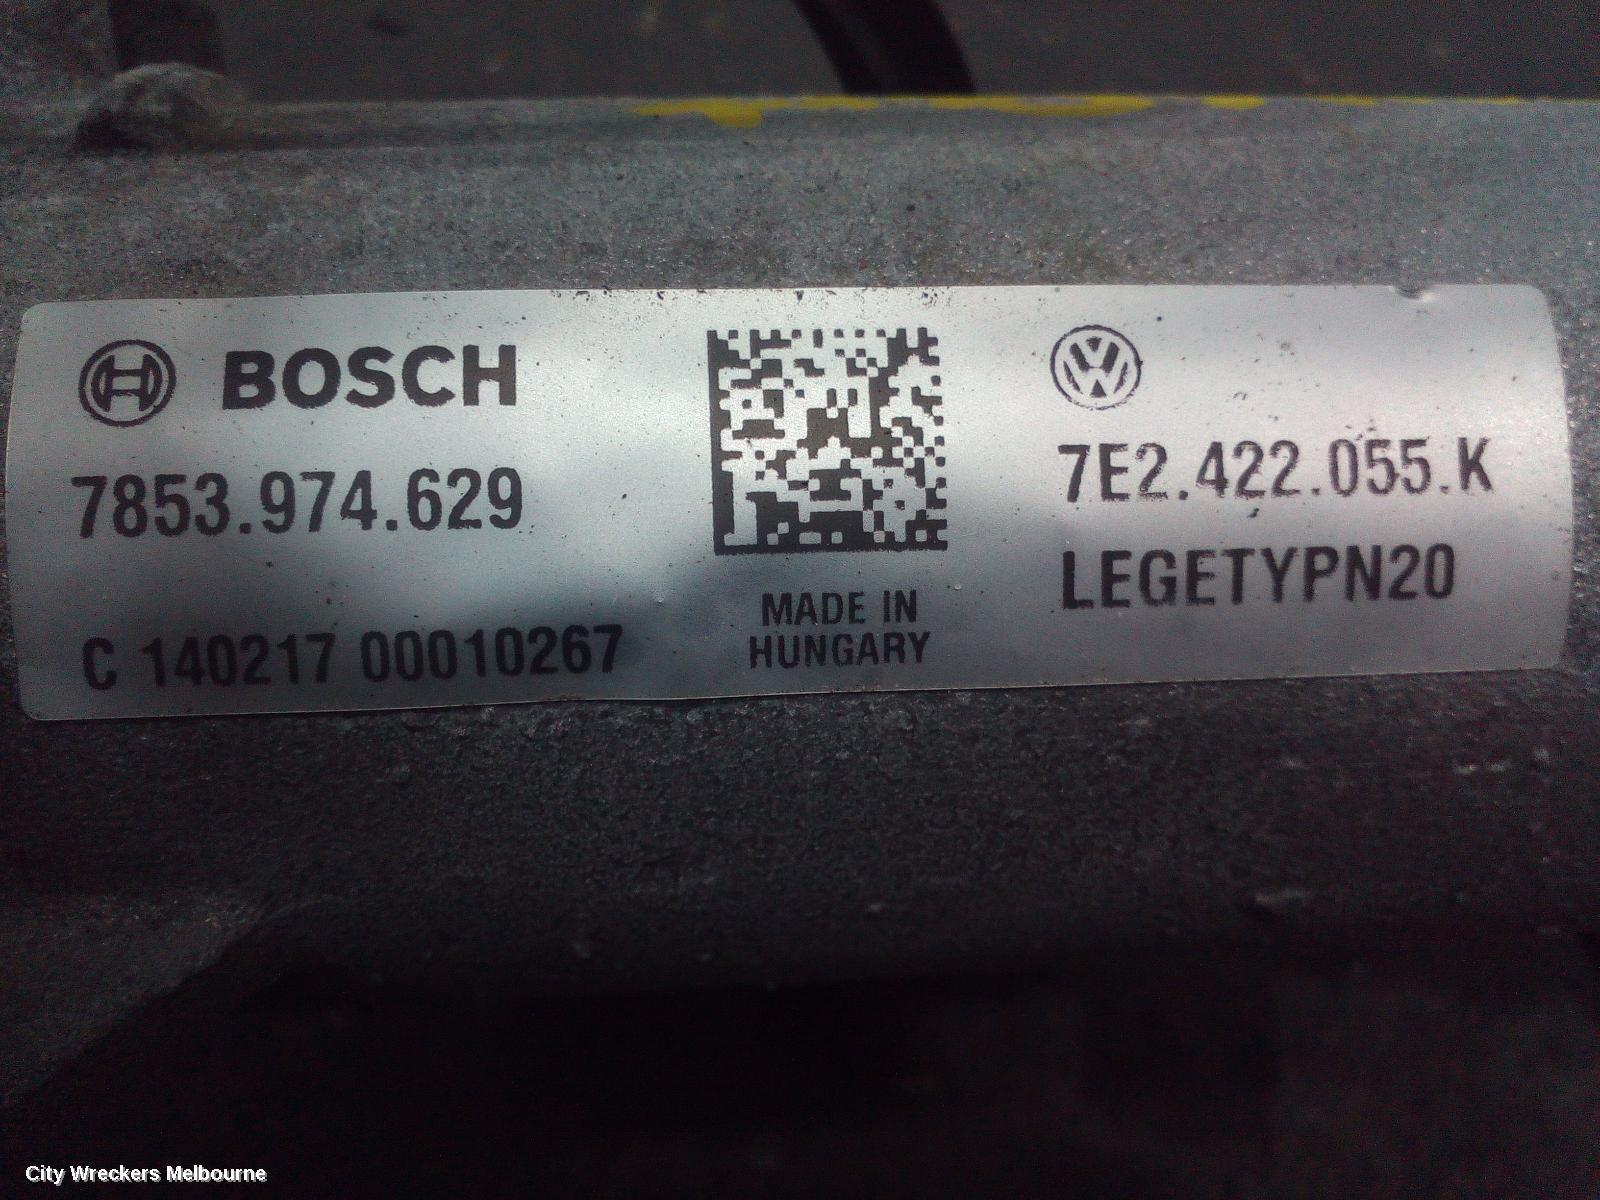 BOSCH
7853.974.629
C 140217 00010267
MADE IN
HUNGARY
7E2.422.055.K
LEGETYPN20
City Wreckers Melbourne